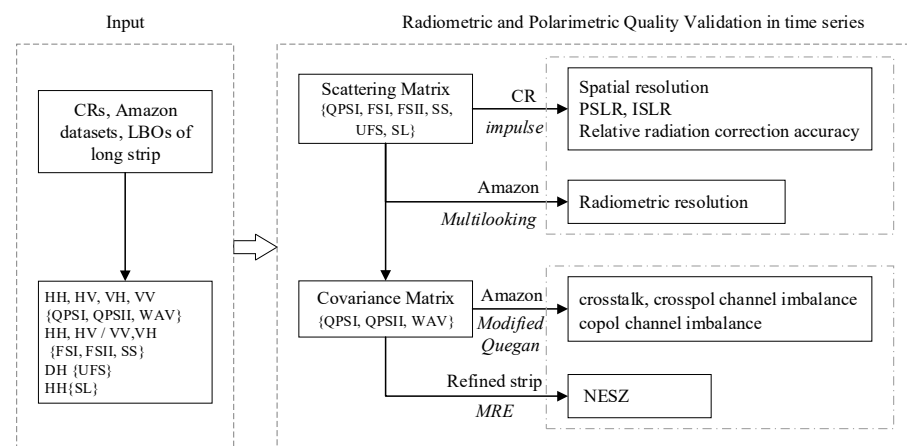 Input
Radiometric and Polarimetric Quality Validation in time series
CRs, Amazon
datasets, LBOs of
long strip
HH, HV, VH, VV
{QPSI, QPSII, WAV}
HH, HV / VV,VH
{FSI, FSII, SS}
DH {UFS}
HH{SL}
Scattering Matrix
{QPSI, FSI, FSII, SS,
UFS, SL}
CR
impulse
Spatial resolution
PSLR, ISLR
Relative radiation correction accuracy
Amazon
Multilooking
Radiometric resolution
Covariance Matrix
{QPSI, QPSII, WAV}
Amazon
Modified
Quegan
crosstalk, crosspol channel imbalance
copol channel imbalance
Refined strip
MRE
NESZ